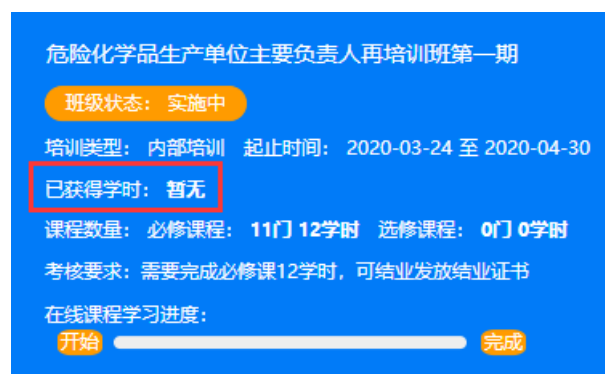 危险化学品生产单位主要负责人再培训班第一期
班级状态： 实施中
培训类型： 内部培训 起止时间： 2020-03-24 至 2020-04-30
已获得学时： 暂无
课程数量： 必修课程： 11门 12学时 选修课程： 0门 0学时
考核要求：需要完成必修课12学时，可结业发放结业证书
在线课程学习进度：
开始 完成